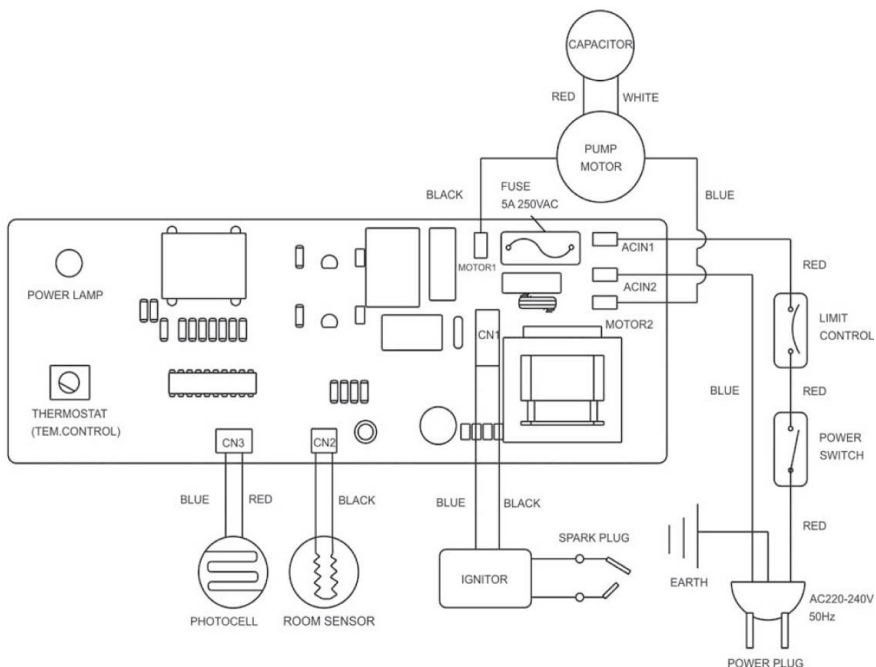 CAPACITOR
RED
WHITE
PUMP
MOTOR
BLACK
FUSE
5A 250VAC
BLUE
MOTOR1
ACIN1
RED
POWER LAMP
ACIN2
MOTOR2
LIMIT
CONTROL
CN1
BLUE
RED
THERMOSTAT
(TEM.CONTROL)
CN3
CN2
POWER
SWITCH
BLUE
RED
BLACK
BLUE
BLACK
RED
SPARK PLUG
IGNITOR
EARTH
AC220-240V
50Hz
PHOTOCELL
ROOM SENSOR
POWER PLUG